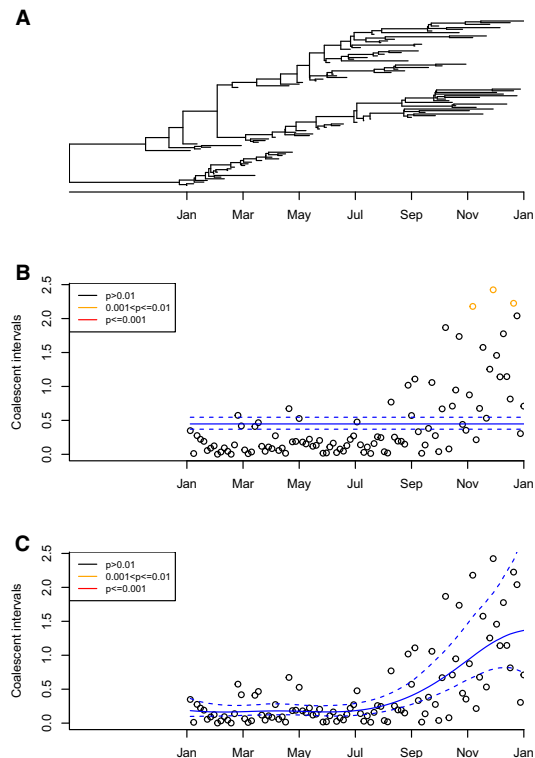 A
Jan Mar May Jul Sep Nov Jan
B
2.5
2.0
1.5
1.0
0.5
0.0
Coalescent intervals
p>0.01
0.001<p<=0.01
p<=0.001
Jan Mar May Jul Sep Nov Jan
C
2.5
2.0
1.5
1.0
0.5
0.0
Coalescent intervals
p>0.01
0.001<p<=0.01
p<=0.001
Jan Mar May Jul Sep Nov Jan